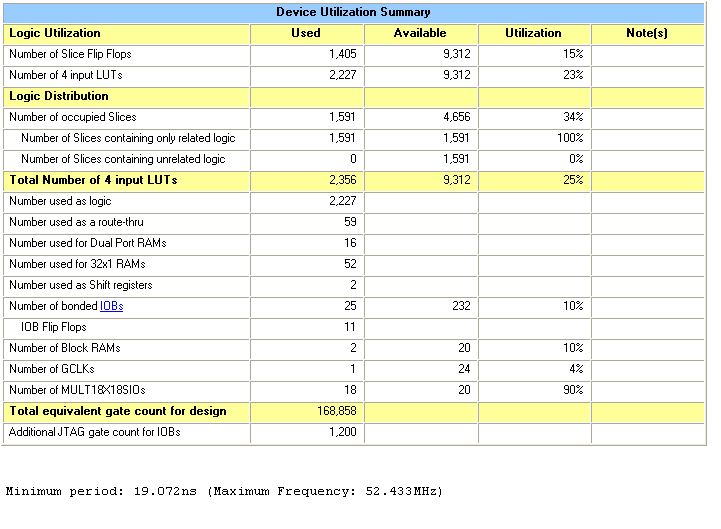 Device Utilization Summary
Logic Utilization Used Available Utilization Note(s)
Number of Slice Flip Flops 1,405 9,312 15%
Number of 4 input LUTs 2,227 9,312 23%
Logic Distribution
Number of occupied Slices 1,591 4,656 34%
Number of Slices containing only related logic 1,591 1,591 100%
Number of Slices containing unrelated logic 0 1,591 0%
Total Number of 4 input LUTs 2,356 9,312 25%
Number used as logic 2,227
Number used as a route-thru 59
Number used for Dual Port RAMs 16
Number used for 32x1 RAMs 52
Number used as Shift registers 2
Number of bonded IOBs 25 232 10%
IOB Flip Flops 11
Number of Block RAMs 2 20 10%
Number of GCLKs 1 24 4%
Number of MULT18X18SIOs 18 20 90%
Total equivalent gate count for design 168,858
Additional JTAG gate count for IOBs 1,200
Minimum period: 19.072ns (Maximum Frequency: 52.433MHz)